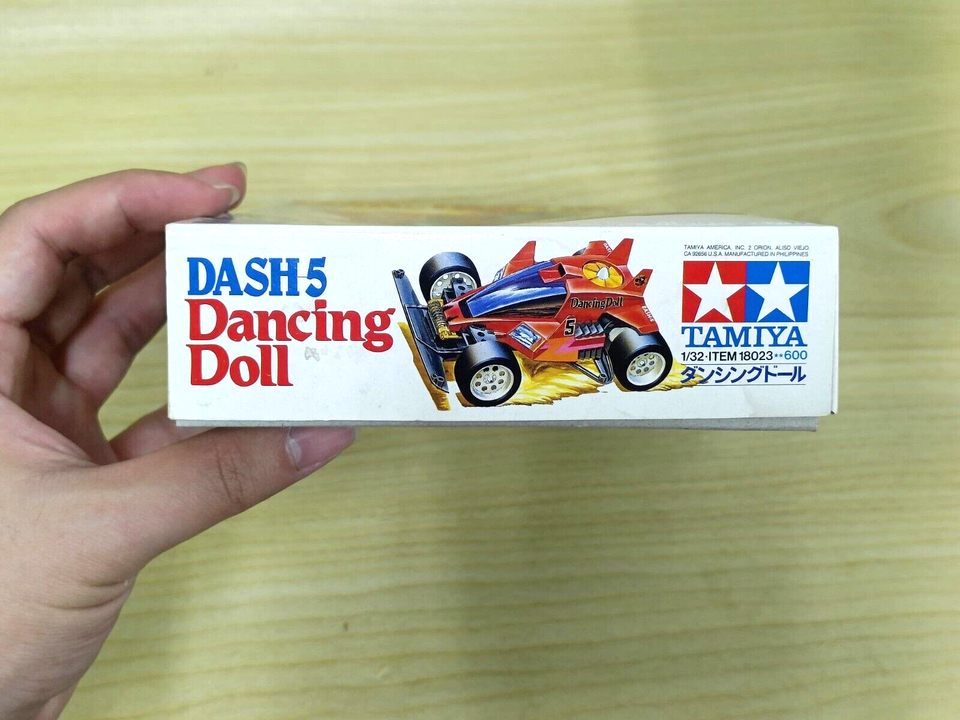 DASH 5
Dancing
Doll
Dancing Doll
5
TAMIYA AMERICA, INC. 2 ORION, ALISO VIEJO,
CA 92656 U.S.A. MANUFACTURED IN PHILIPPINES
TAMIYA
1/32・ITEM 18023**600
ダンシングドール